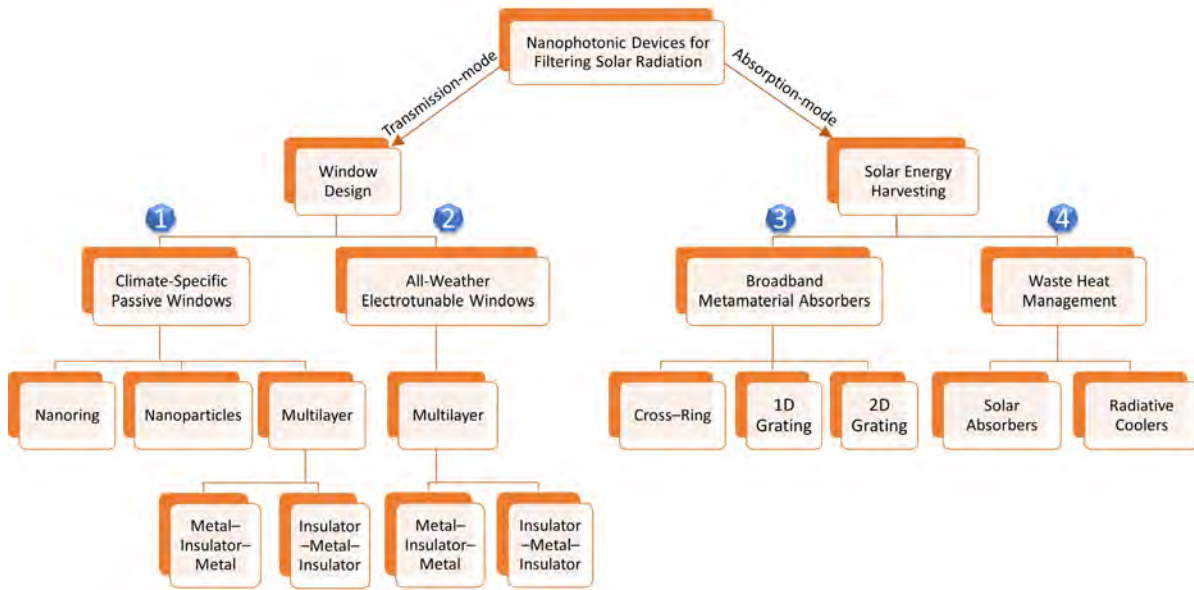 Nanophotonic Devices for
Filtering Solar Radiation
Transmission-mode
Absorption-mode
Window
Design
Solar Energy
Harvesting
1
2
3
4
Climate-Specific
Passive Windows
All-Weather
Electrotunable Windows
Broadband
Metamaterial Absorbers
Waste Heat
Management
Nanoring
Nanoparticles
Multilayer
Multilayer
Cross–Ring
1D
Grating
2D
Grating
Solar
Absorbers
Radiative
Coolers
Metal–
Insulator–
Metal
Insulator
–Metal–
Insulator
Metal–
Insulator–
Metal
Insulator
–Metal–
Insulator